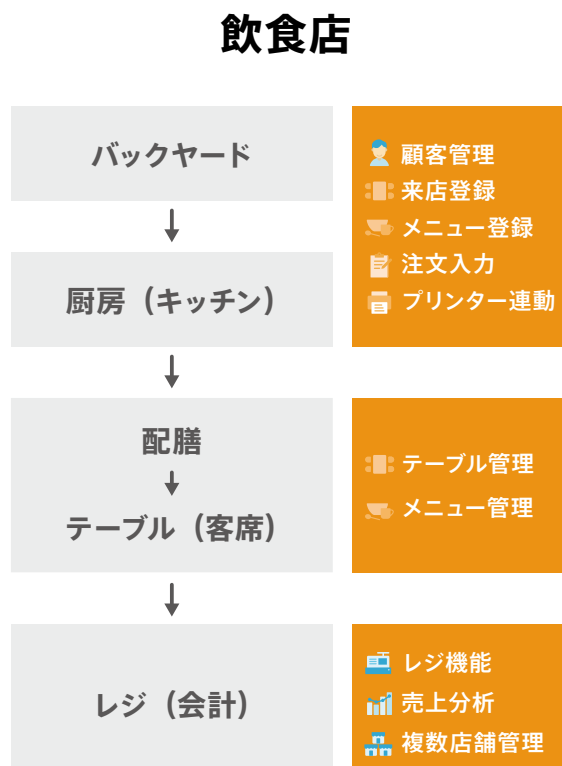 飲食店
バックヤード
厨房（キッチン）
顧客管理
来店登録
メニュー登録
注文入力
プリンター連動
配膳
テーブル（客席）
テーブル管理
メニュー管理
レジ（会計）
レジ機能
売上分析
複数店舗管理